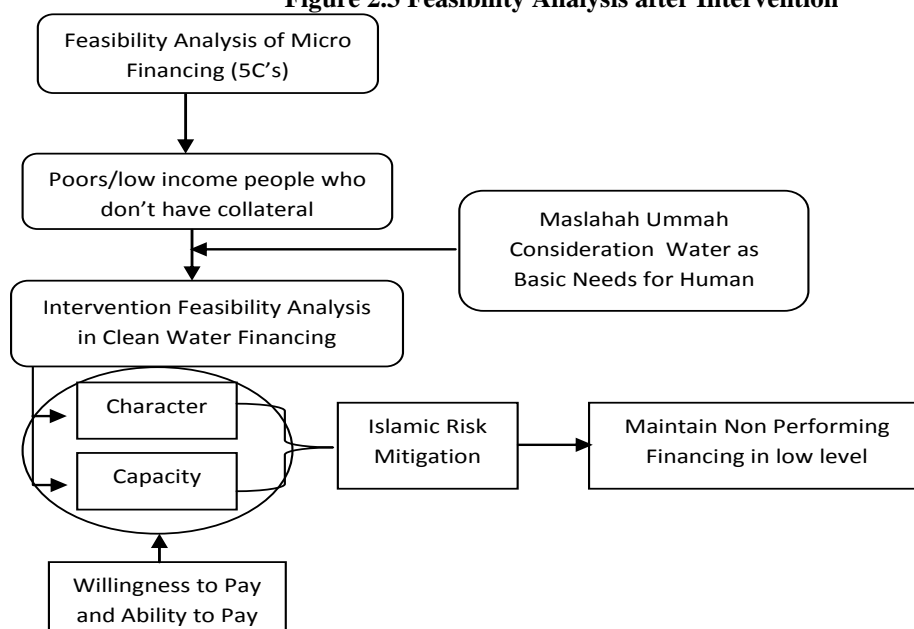 Figure 2.5 Feasibility Analysis after Intervention
Feasibility Analysis of Micro
Financing (5C’s)
Poors/low income people who
don’t have collateral
Maslahah Ummah
Consideration Water as
Basic Needs for Human
Intervention Feasibility Analysis
in Clean Water Financing
Character
Capacity
Islamic Risk
Mitigation
Maintain Non Performing
Financing in low level
Willingness to Pay
and Ability to Pay